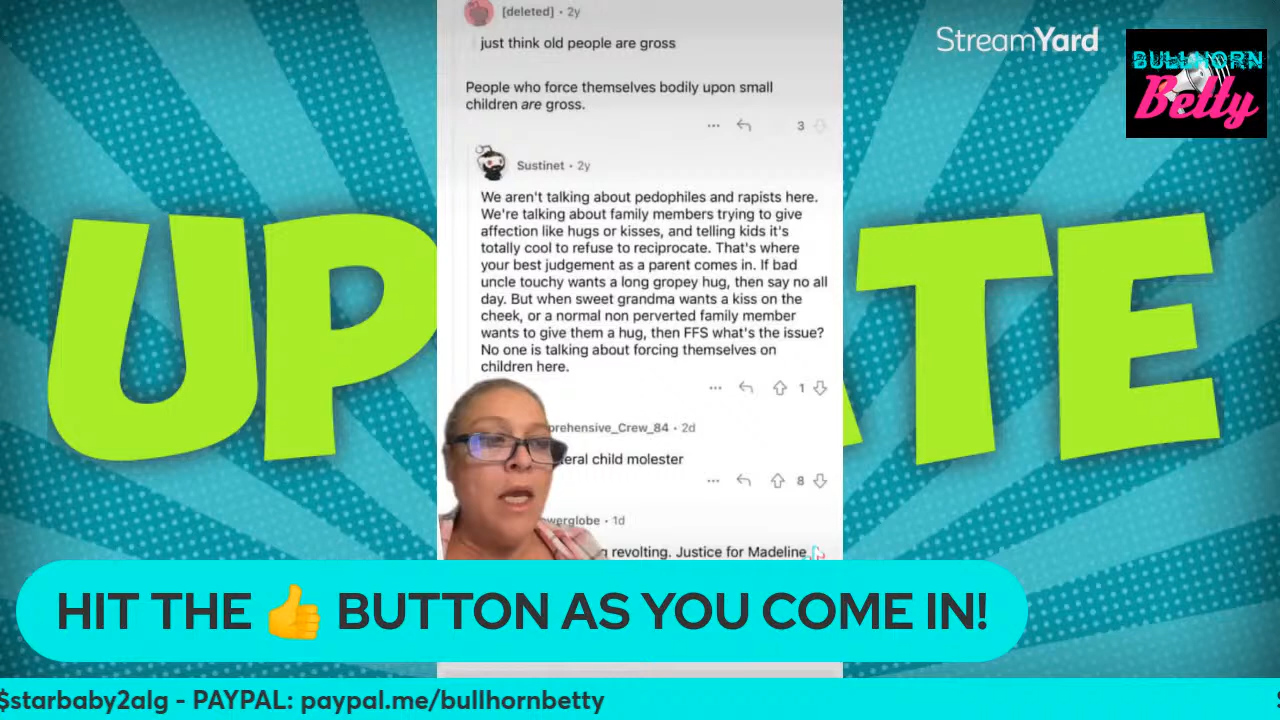 [deleted] · 2y
just think old people are gross
People who force themselves bodily upon small
children are gross.
3
Sustinet · 2y
We aren't talking about pedophiles and rapists here.
We're talking about family members trying to give
affection like hugs or kisses, and telling kids it's
totally cool to refuse to reciprocate. That's where
your best judgement as a parent comes in. If bad
uncle touchy wants a long gropey hug, then say no all
day. But when sweet grandma wants a kiss on the
cheek, or a normal non perverted family member
wants to give them a hug, then FFS what's the issue?
No one is talking about forcing themselves on
children here.
1
prehensive_Crew_84 · 2d
eral child molester
8
werglobe · 1d
revolting. Justice for Madeline
StreamYard
BULLHORN
Betty
UP
TE
HIT THE 👍 BUTTON AS YOU COME IN!
$starbaby2alg - PAYPAL: paypal.me/bullhornbetty